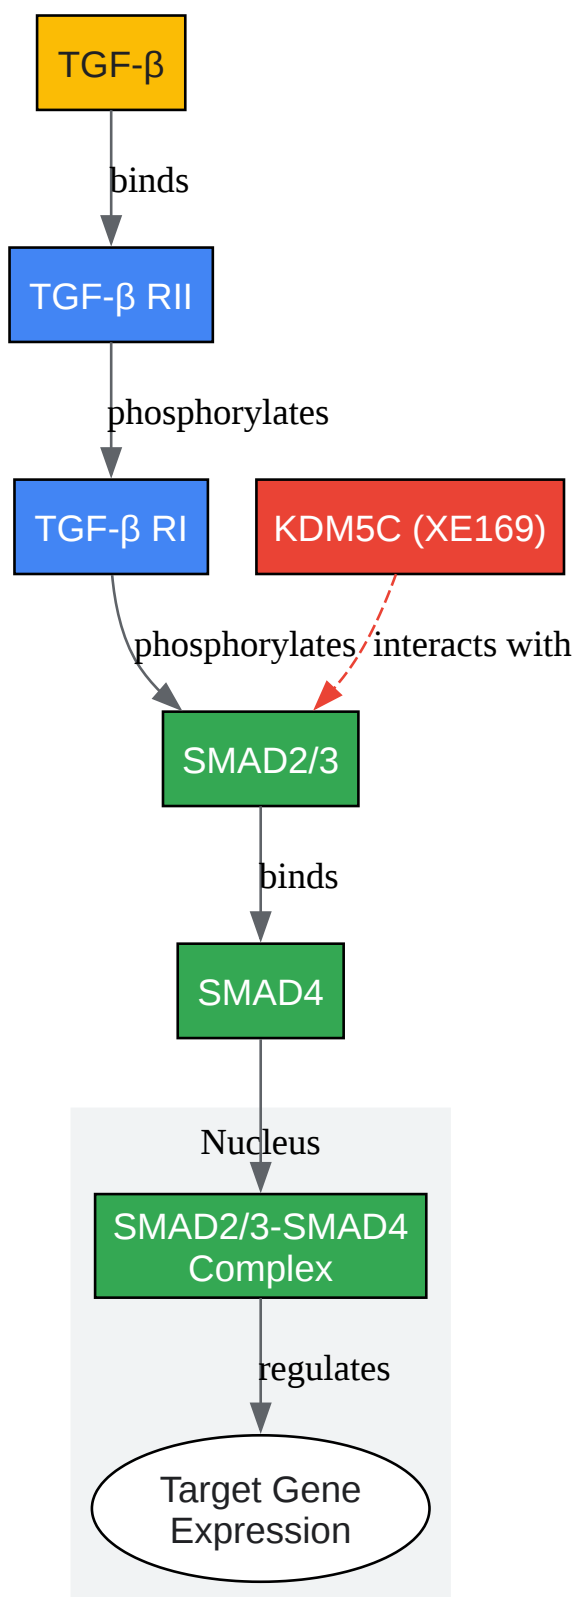 TGF-β
binds
TGF-β RII
phosphorylates
TGF-β RI
KDM5C (XE169)
phosphorylates
interacts with
SMAD2/3
binds
SMAD4
Nucleus
SMAD2/3-SMAD4
Complex
regulates
Target Gene
Expression